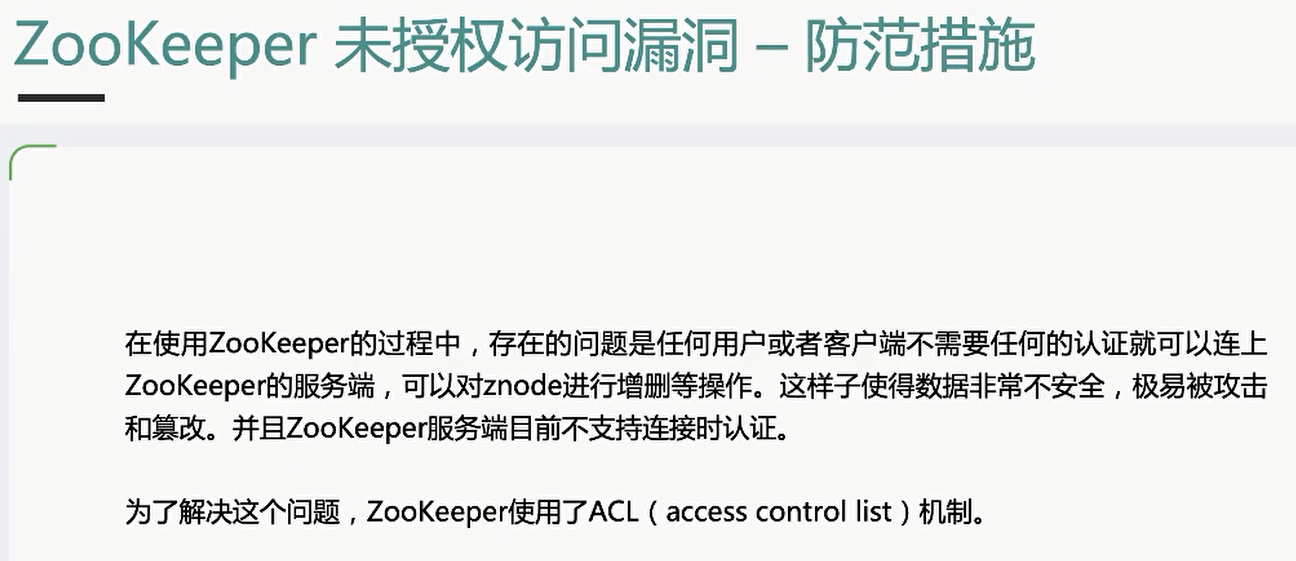 ZooKeeper 未授权访问漏洞 – 防范措施
在使用ZooKeeper的过程中，存在的问题是任何用户或者客户端不需要任何的认证就可以连上
ZooKeeper的服务端，可以对znode进行增删等操作。这样子使得数据非常不安全，极易被攻击
和篡改。并且ZooKeeper服务端目前不支持连接时认证。
为了解决这个问题，ZooKeeper使用了ACL（access control list）机制。